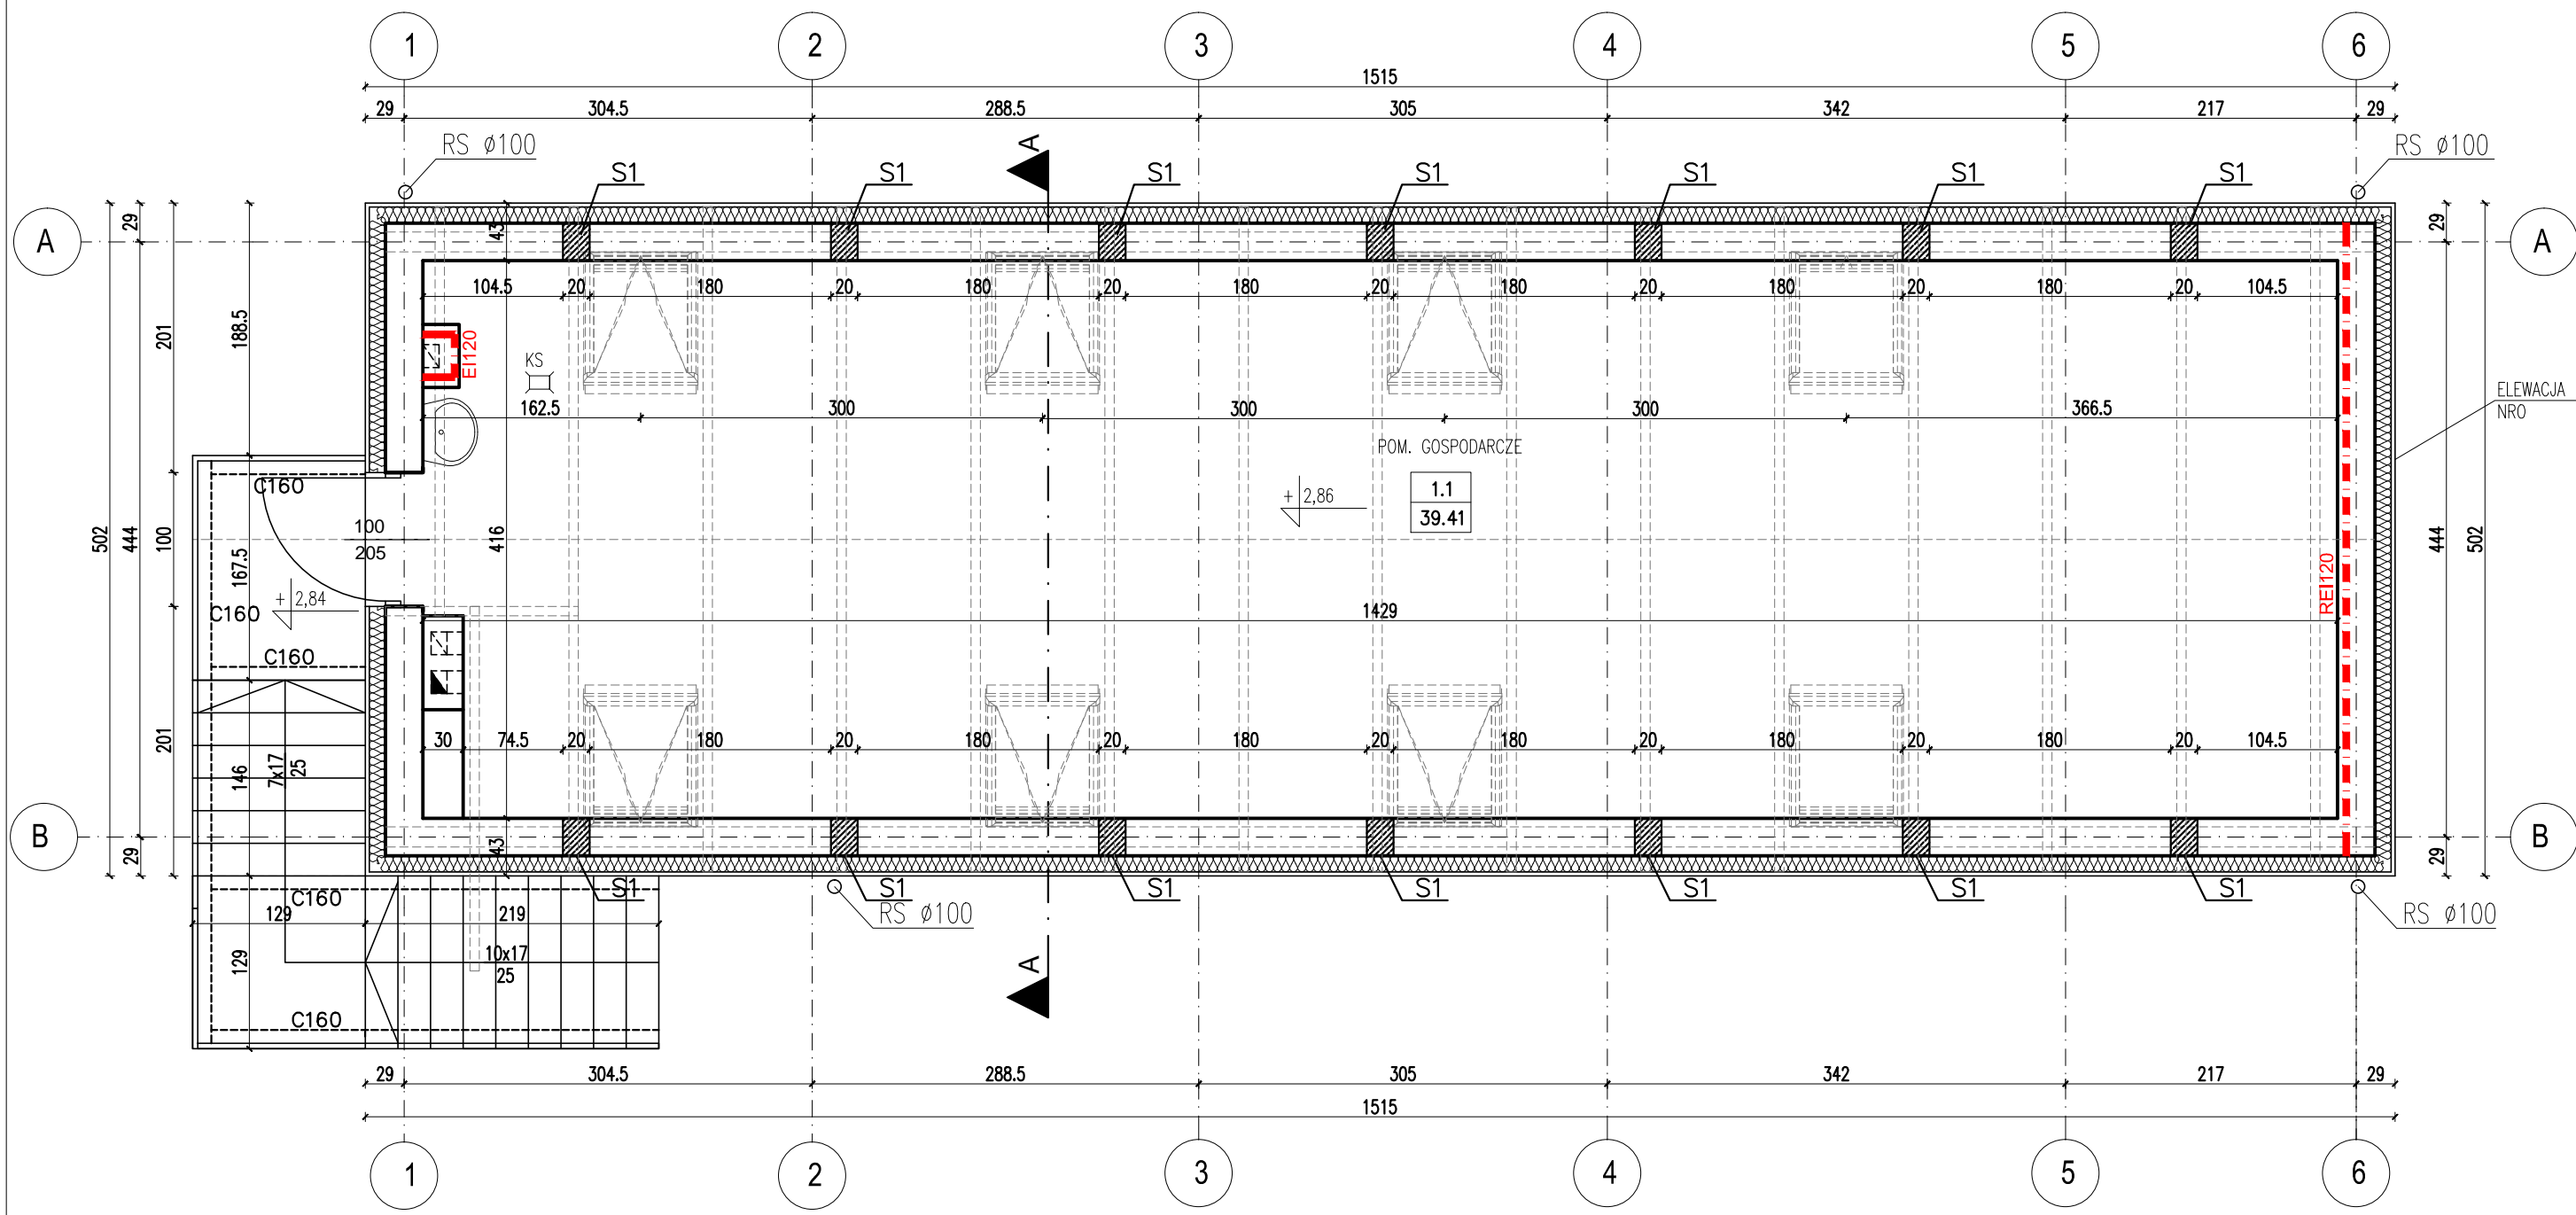 1 2 3 4 5 6
1515
29 304.5 288.5 305 342 217 29
RS ø100 A RS ø100
S1 S1 S1 S1 S1 S1 S1
A A
29 43 29
104.5 20 180 20 180 20 180 20 180 20 180 20 180 20 104.5
201 188.5 EI120
KS
162.5 300 300 300 366.5
ELEWACJA
NRO
POM. GOSPODARCZE
1.1
39.41
+ 2,86
C160
100
205
502 444 100 167.5 416 444 502
+ 2,84
C160
REI120
1429
C160
201 146 7x17
25
30 74.5 20 180 20 180 20 180 20 180 20 180 20 180 20 104.5
B B
29 43 29
S1 S1 S1 S1 S1 S1 S1
C160
129 219
RS ø100 RS ø100
129 10x17
25
A
C160
29 304.5 288.5 305 342 217 29
1515
1 2 3 4 5 6